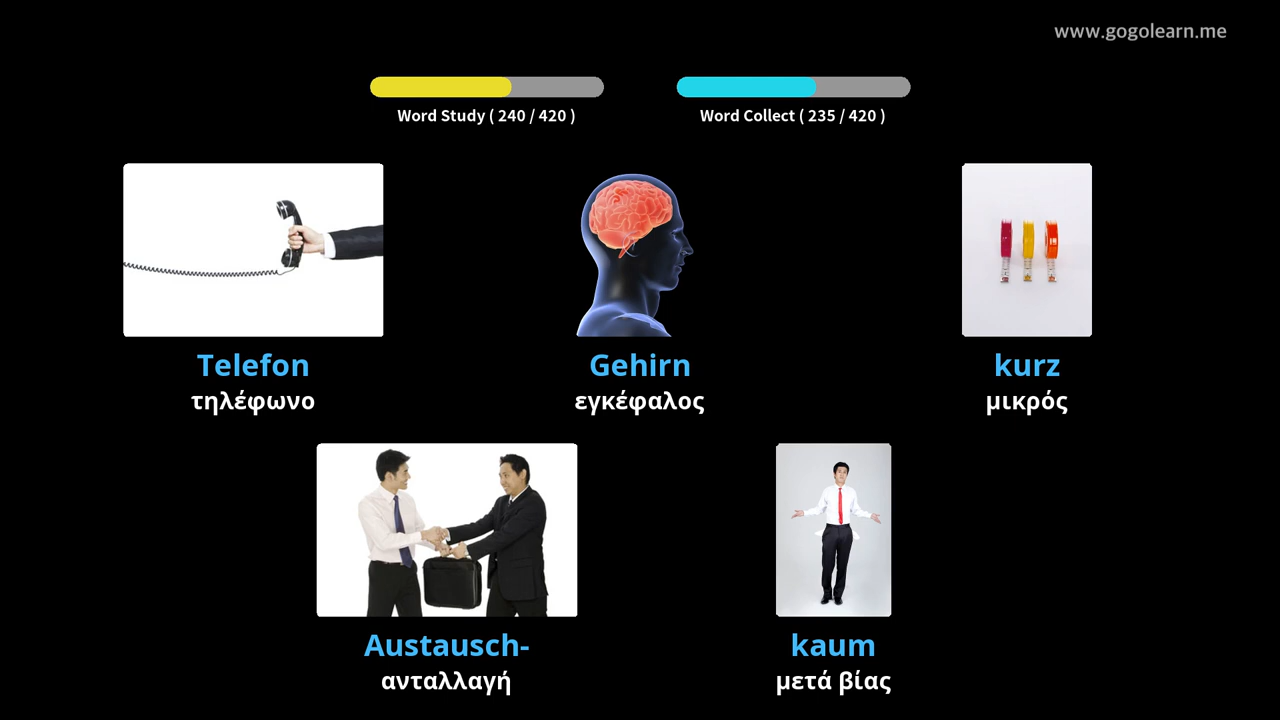 www.gogolearn.me
Word Study ( 240 / 420 )
Word Collect ( 235 / 420 )
Telefon
τηλέφωνο
Gehirn
εγκέφαλος
kurz
μικρός
Austausch-
ανταλλαγή
kaum
μετά βίας